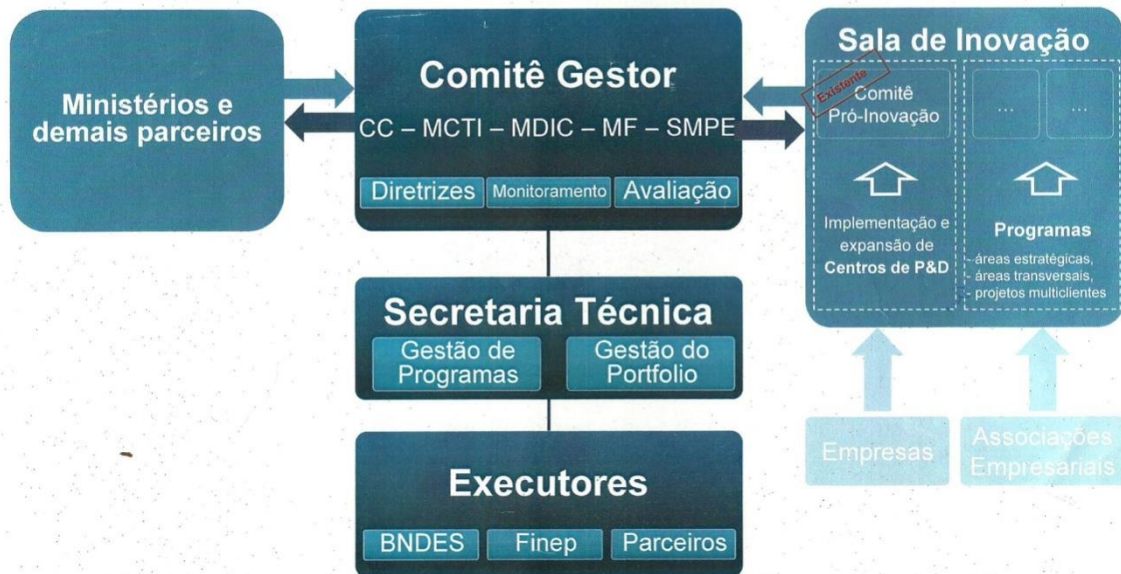 Ministérios e
demais parceiros
Comitê Gestor
CC – MCTI – MDIC – MF – SMPE
Diretrizes
Monitoramento
Avaliação
Secretaria Técnica
Gestão de
Programas
Gestão do
Portfolio
Executores
BNDES
Finep
Parceiros
Sala de Inovação
Existente
Comitê
Pró-Inovação
...
...
Implementação e
expansão de
Centros de P&D
Programas
- áreas estratégicas,
- áreas transversais,
- projetos multiclientes
Empresas
Associações
Empresariais